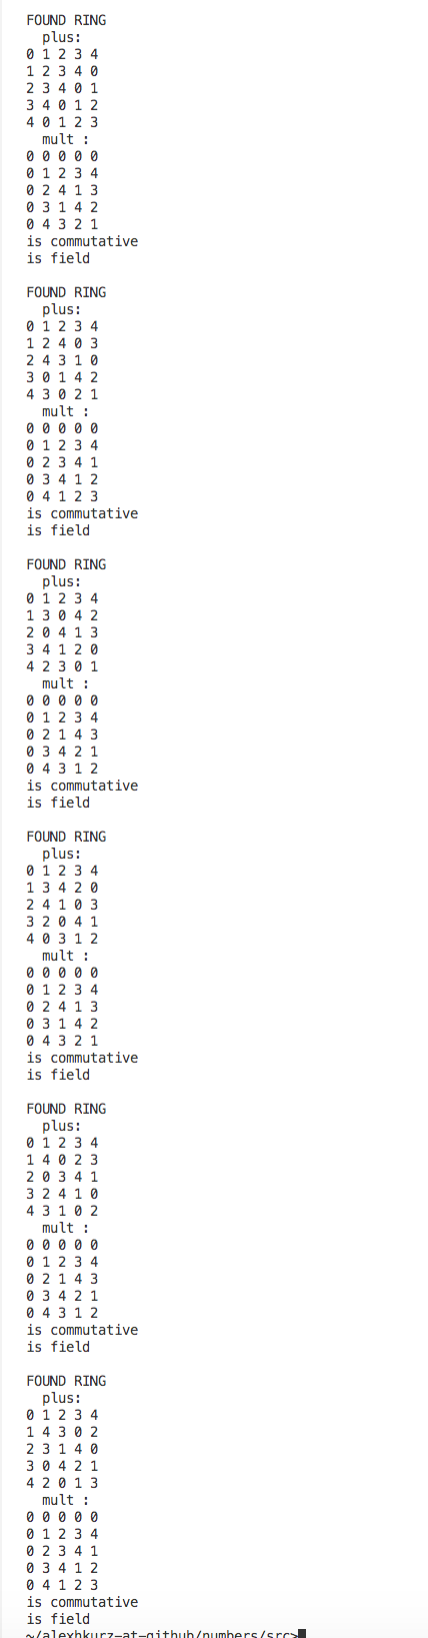 FOUND RING
plus:
0 1 2 3 4
1 2 3 4 0
2 3 4 0 1
3 4 0 1 2
4 0 1 2 3
mult :
0 0 0 0 0
0 1 2 3 4
0 2 4 1 3
0 3 1 4 2
0 4 3 2 1
is commutative
is field
FOUND RING
plus:
0 1 2 3 4
1 2 4 0 3
2 4 3 1 0
3 0 1 4 2
4 3 0 2 1
mult :
0 0 0 0 0
0 1 2 3 4
0 2 3 4 1
0 3 4 1 2
0 4 1 2 3
is commutative
is field
FOUND RING
plus:
0 1 2 3 4
1 3 0 4 2
2 0 4 1 3
3 4 1 2 0
4 2 3 0 1
mult :
0 0 0 0 0
0 1 2 3 4
0 2 1 4 3
0 3 4 2 1
0 4 3 1 2
is commutative
is field
FOUND RING
plus:
0 1 2 3 4
1 3 4 2 0
2 4 1 0 3
3 2 0 4 1
4 0 3 1 2
mult :
0 0 0 0 0
0 1 2 3 4
0 2 4 1 3
0 3 1 4 2
0 4 3 2 1
is commutative
is field
FOUND RING
plus:
0 1 2 3 4
1 4 0 2 3
2 0 3 4 1
3 2 4 1 0
4 3 1 0 2
mult :
0 0 0 0 0
0 1 2 3 4
0 2 1 4 3
0 3 4 2 1
0 4 3 1 2
is commutative
is field
FOUND RING
plus:
0 1 2 3 4
1 4 3 0 2
2 3 1 4 0
3 0 4 2 1
4 2 0 1 3
mult :
0 0 0 0 0
0 1 2 3 4
0 2 3 4 1
0 3 4 1 2
0 4 1 2 3
is commutative
is field
~/alexhkurz-at-github/numbers/src>